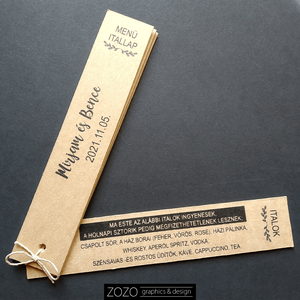 MENÜ
ITALLAP
Mirjam és Bence
2021.11.05.
ITALOK
MA ESTE AZ ALÁBBI ITALOK INGYENESEK,
A HOLNAPI SZTORIK PEDIG MEGFIZETHETETLENEK LESZNEK.
CSAPOLT SÖR, A HÁZ BORAI (FEHÉR, VÖRÖS, ROSÉ), HÁZI PÁLINKA,
WHISKEY, APEROL SPRITZ, VODKA,
SZÉNSAVAS- ÉS ROSTOS ÜDÍTŐK, KÁVÉ, CAPPUCCINO, TEA.
ZOZO graphics & design